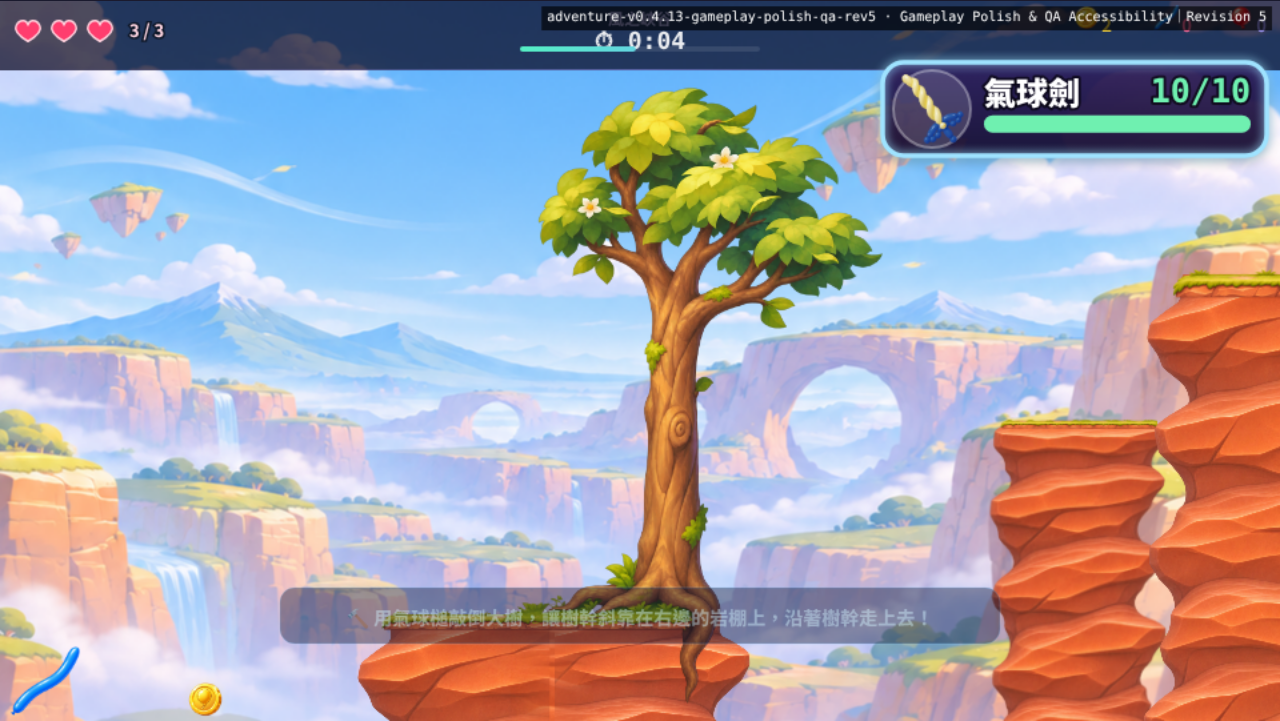 3/3
adventure-v0.4.13-gameplay-polish-qa-rev5 · Gameplay Polish & QA Accessibility | Revision 5
0:04
氣球劍 10/10
用氣球槌敲倒大樹,讓樹幹斜靠在右邊的岩棚上,沿著樹幹走上去!